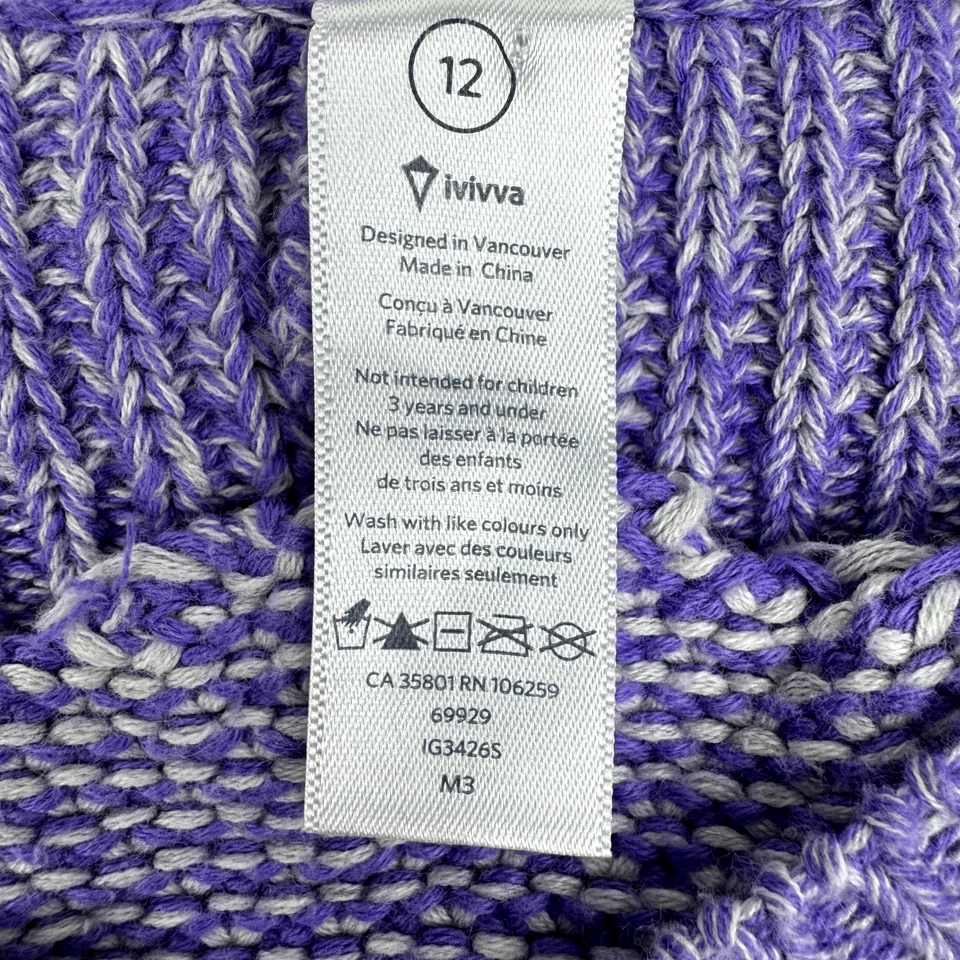 12
ivivva
Designed in Vancouver
Made in China
Conçu à Vancouver
Fabriqué en Chine
Not intended for children
3 years and under
Ne pas laisser à la portée
des enfants
de trois ans et moins
Wash with like colours only
Laver avec des couleurs
similaires seulement
CA 35801 RN 106259
69929
IG3426S
M3